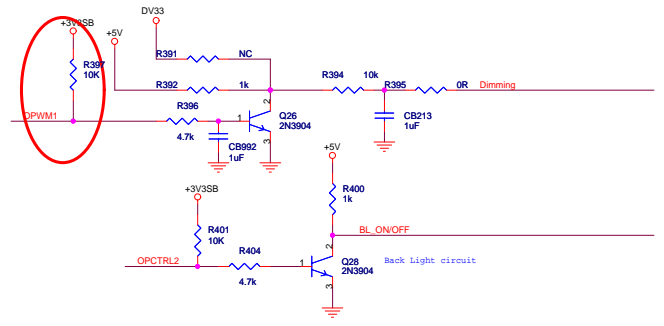 DV33
+3V3SB
+5V
R391
NC
R397
10K
R392
1k
R394
10k
R395
0R
Dimming
OPWM1
R396
4.7k
2
1
Q26
2N3904
3
CB992
1uF
CB213
1uF
+5V
+3V3SB
R400
1k
R401
10K
BL_ON/OFF
R404
2
OPCTRL2
4.7k
1
Q28
2N3904
Back Light circuit
3